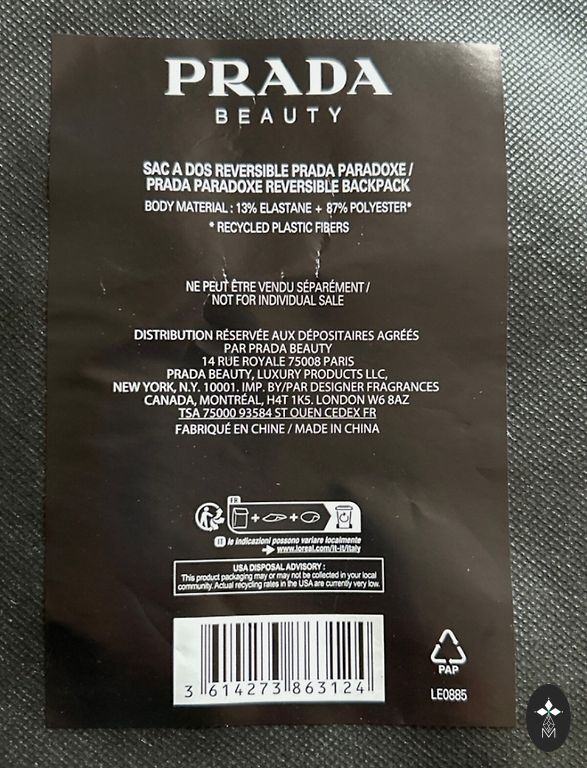 PRADA
BEAUTY
SAC A DOS REVERSIBLE PRADA PARADOXE /
PRADA PARADOXE REVERSIBLE BACKPACK
BODY MATERIAL : 13% ELASTANE + 87% POLYESTER*
* RECYCLED PLASTIC FIBERS
NE PEUT ÊTRE VENDU SÉPARÉMENT /
NOT FOR INDIVIDUAL SALE
DISTRIBUTION RÉSERVÉE AUX DÉPOSITAIRES AGRÉÉS
PAR PRADA BEAUTY
14 RUE ROYALE 75008 PARIS
PRADA BEAUTY, LUXURY PRODUCTS LLC,
NEW YORK, N.Y. 10001. IMP. BY/PAR DESIGNER FRAGRANCES
CANADA, MONTRÉAL, H4T 1K5. LONDON W6 8AZ
TSA 75000 93584 ST OUEN CEDEX FR
FABRIQUÉ EN CHINE / MADE IN CHINA
FR
IT le indicazioni possono variare localmente
www.loreal.com/it-it/italy
USA DISPOSAL ADVISORY :
This product packaging may or may not be collected in your local
community. Actual recycling rates in the USA are currently very low.
3 614273 863124
PAP
LE0885
M